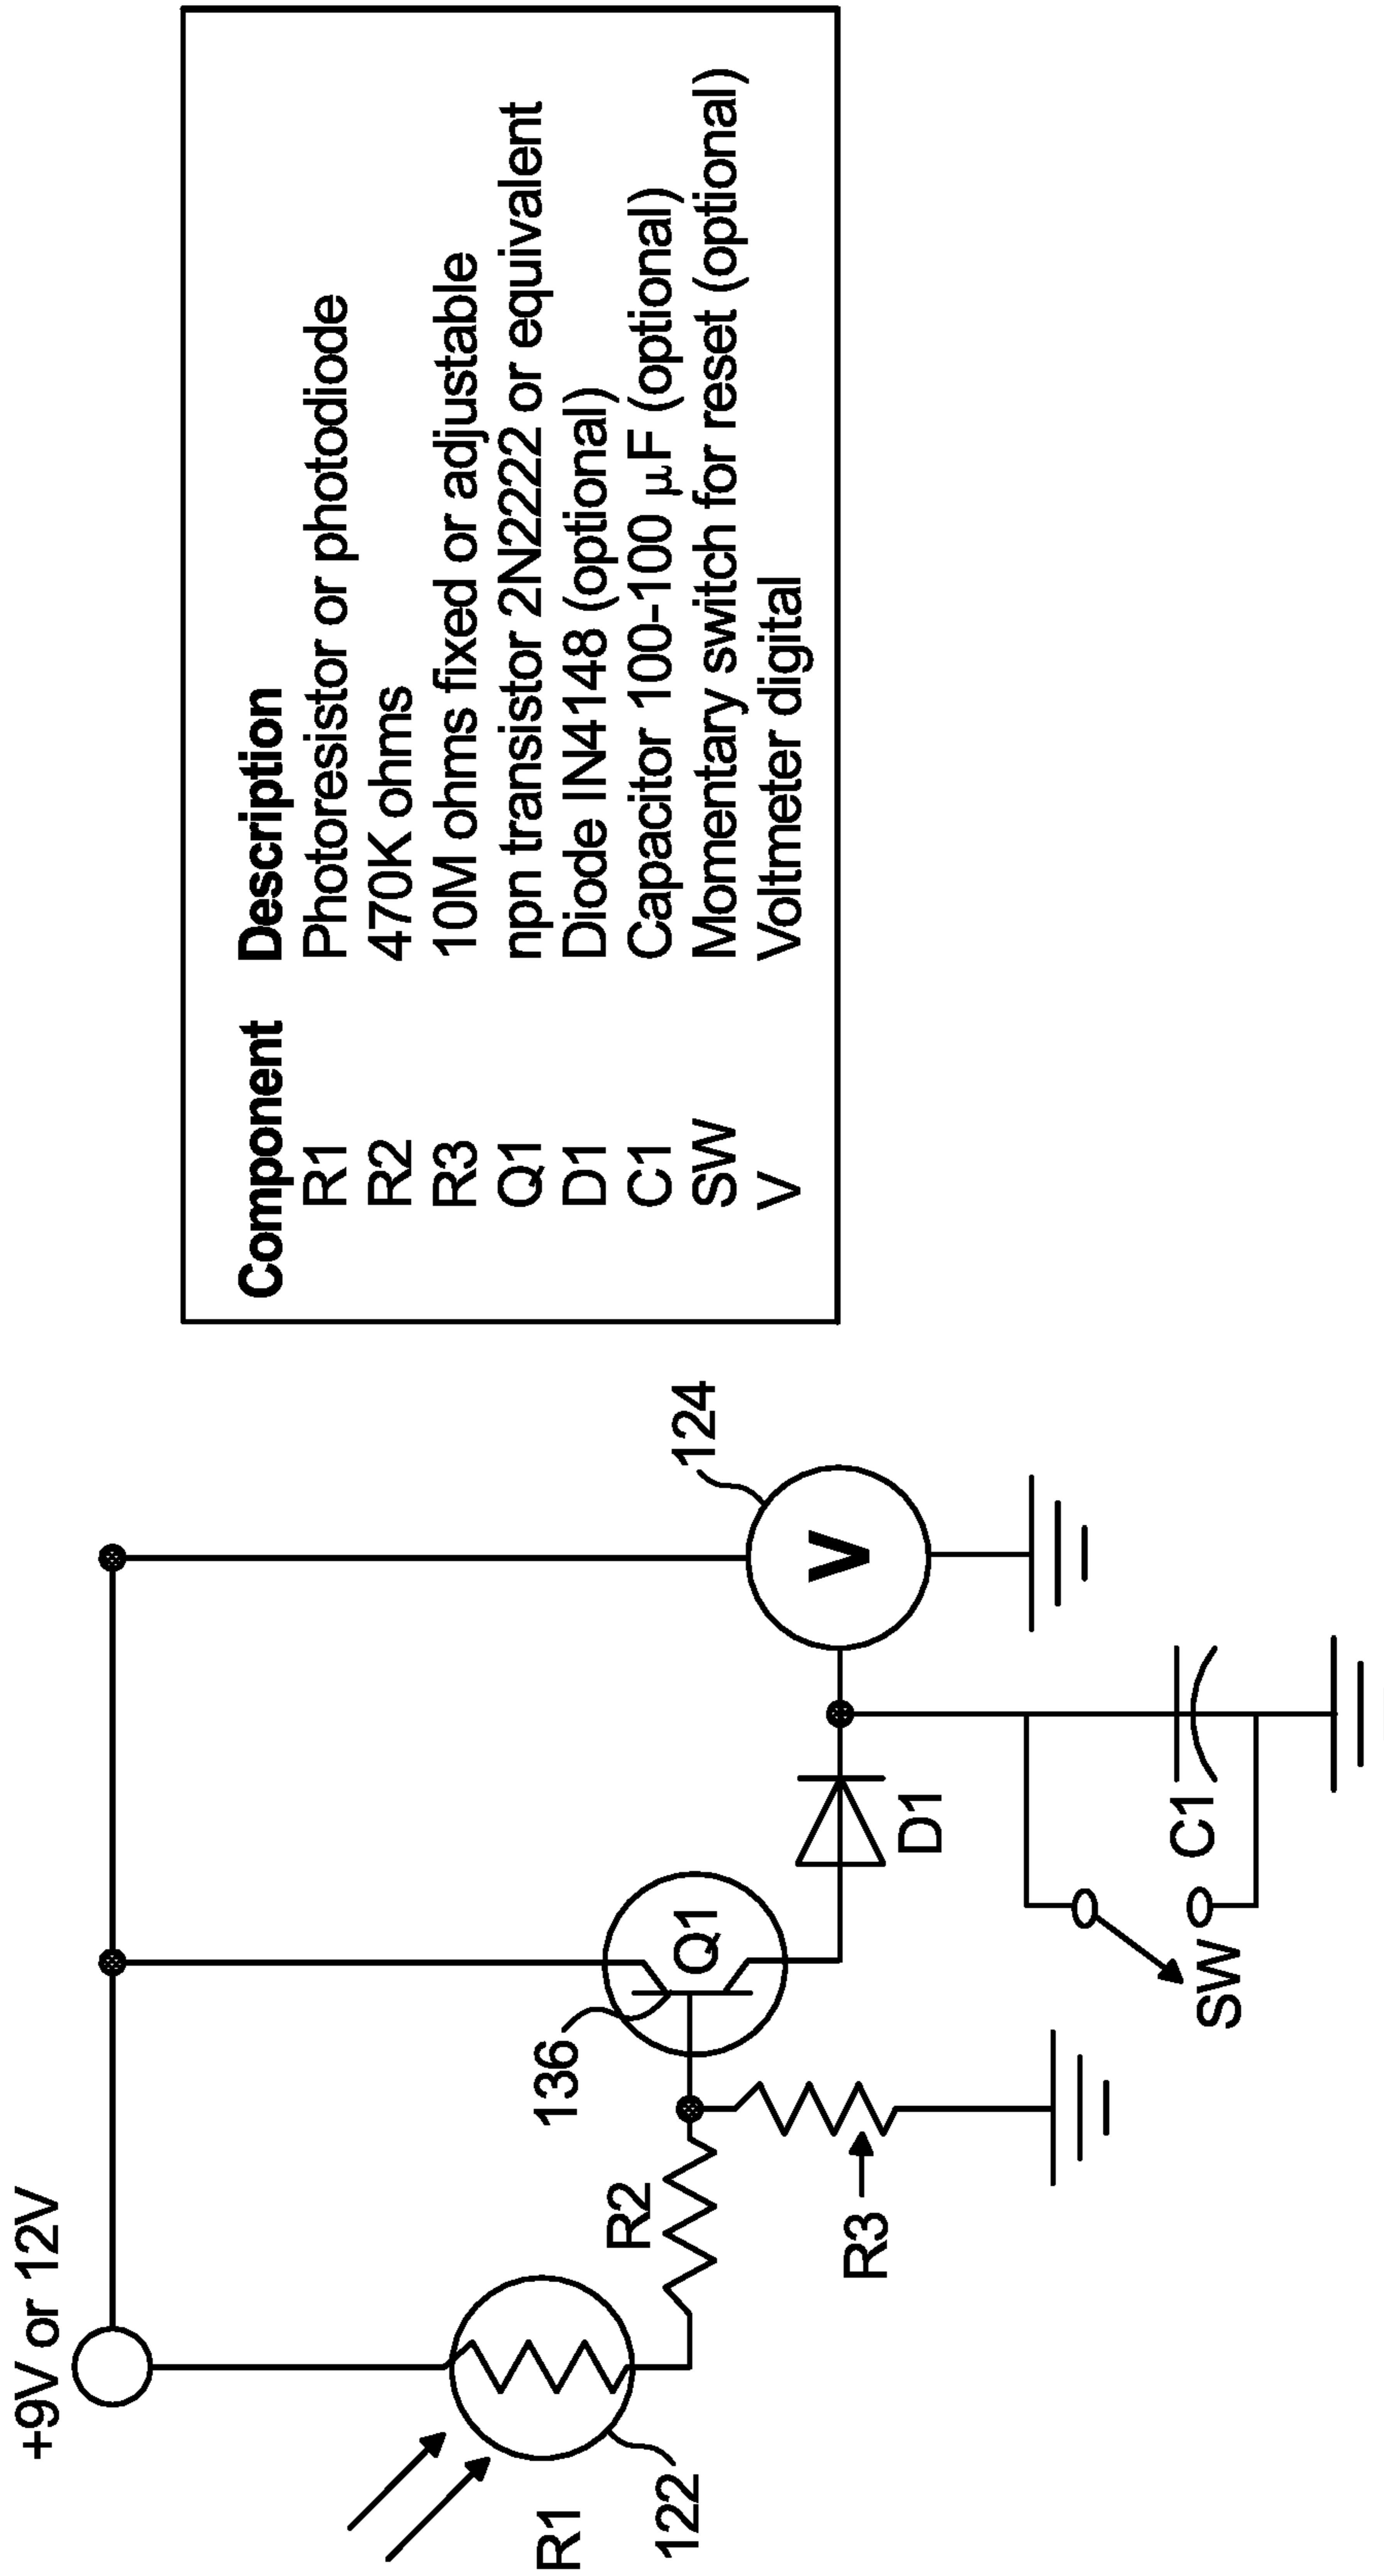 +9V or 12V
R1
122
R2
R3
136
Q1
D1
SW
C1
V
124
Component Description
R1 Photoresistor or photodiode
R2 470K ohms
R3 10M ohms fixed or adjustable
Q1 npn transistor 2N2222 or equivalent
D1 Diode IN4148 (optional)
C1 Capacitor 100-100 μF (optional)
SW Momentary switch for reset (optional)
V Voltmeter digital